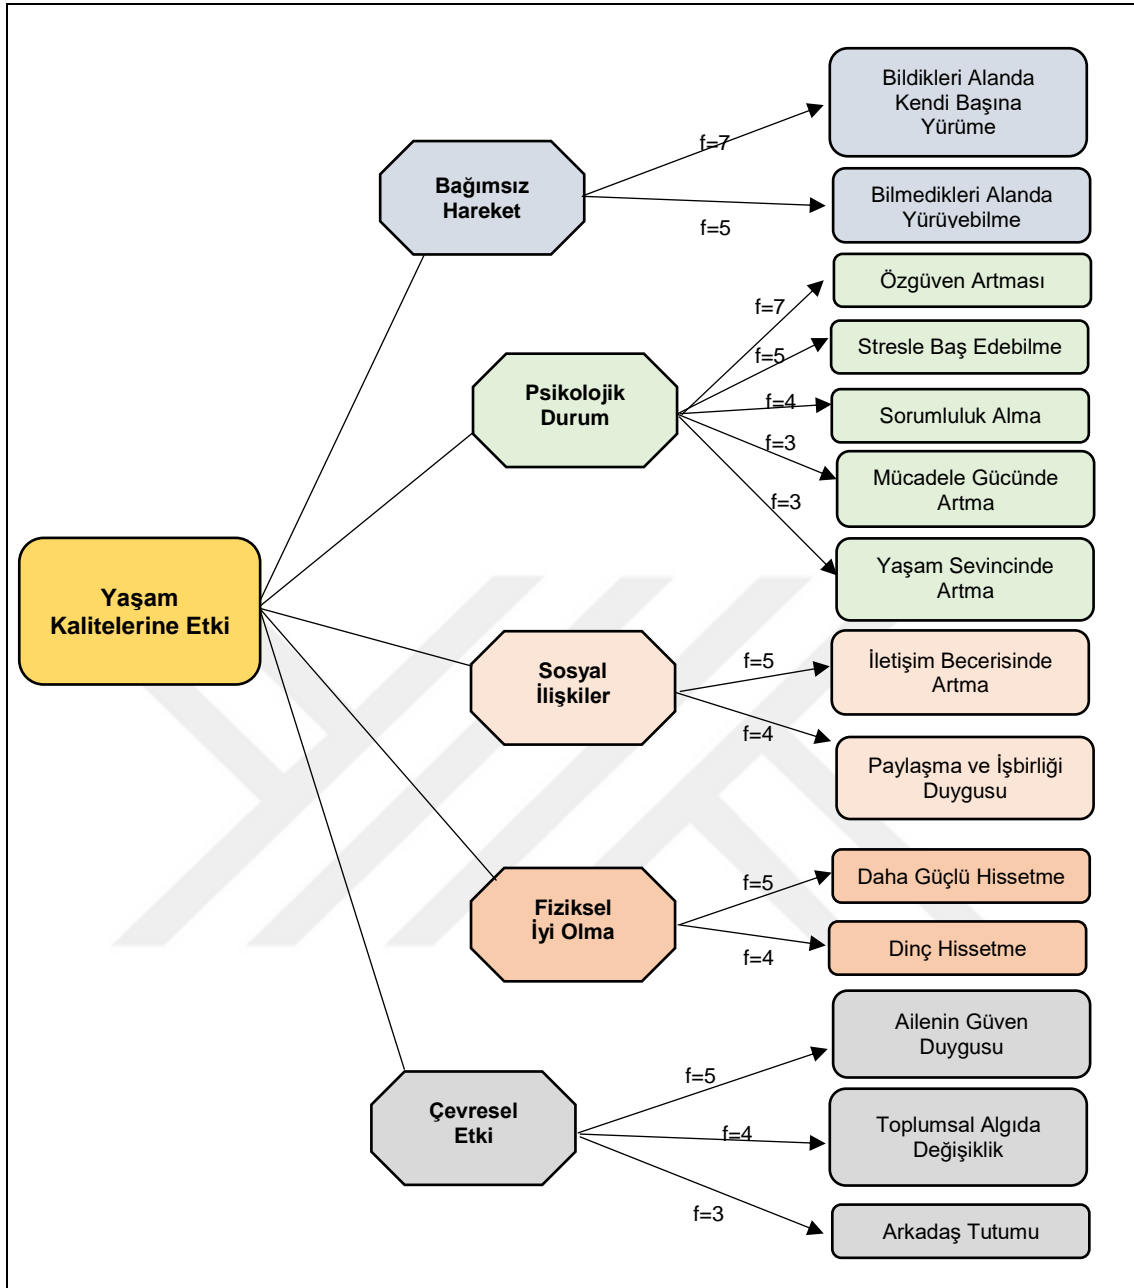 Yaşam
Kalitelerine Etki
Bağımsız
Hareket
f=7
Bildikleri Alanda
Kendi Başına
Yürüme
f=5
Bilmedikleri Alanda
Yürüyebilme
Psikolojik
Durum
f=7
Özgüven Artması
f=5
Stresle Baş Edebilme
f=4
Sorumluluk Alma
f=3
Mücadele Gücünde
Artma
f=3
Yaşam Sevincinde
Artma
Sosyal
İlişkiler
f=5
İletişim Becerisinde
Artma
f=4
Paylaşma ve İşbirliği
Duygusu
Fiziksel
İyi Olma
f=5
Daha Güçlü Hissetme
f=4
Dinç Hissetme
Çevresel
Etki
f=5
Ailenin Güven
Duygusu
f=4
Toplumsal Algıda
Değişiklik
f=3
Arkadaş Tutumu